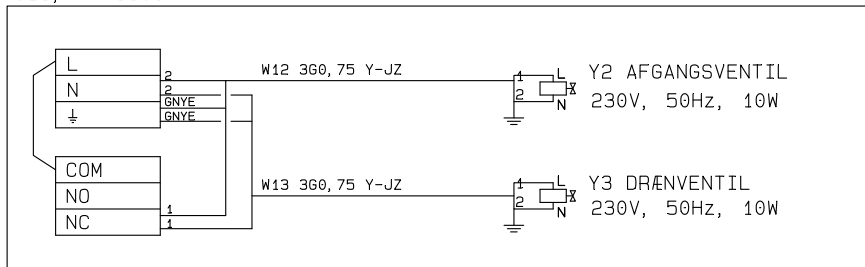 L
N
2
2
GNYE
GNYE
COM
NO
NC
1
1
W12 3G0,75 Y-JZ
1
2
L
N
Y2 AFGANGSVENTIL
230V, 50Hz, 10W
W13 3G0,75 Y-JZ
1
2
L
N
Y3 DRÆNVENTIL
230V, 50Hz, 10W